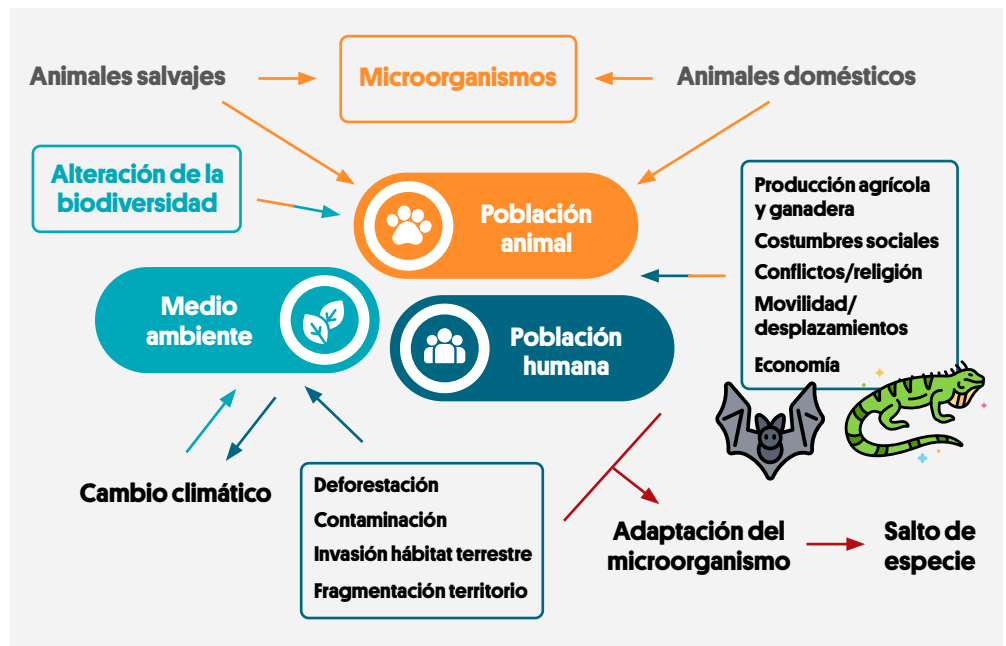 Animales salvajes
Microorganismos
Animales domésticos
Alteración de la
biodiversidad
Población
animal
Producción agrícola
y ganadera
Costumbres sociales
Conflictos/religión
Movilidad/
desplazamientos
Economía
Medio
ambiente
Población
humana
Cambio climático
Deforestación
Contaminación
Invasión hábitat terrestre
Fragmentación territorio
Adaptación del
microorganismo
Salto de
especie